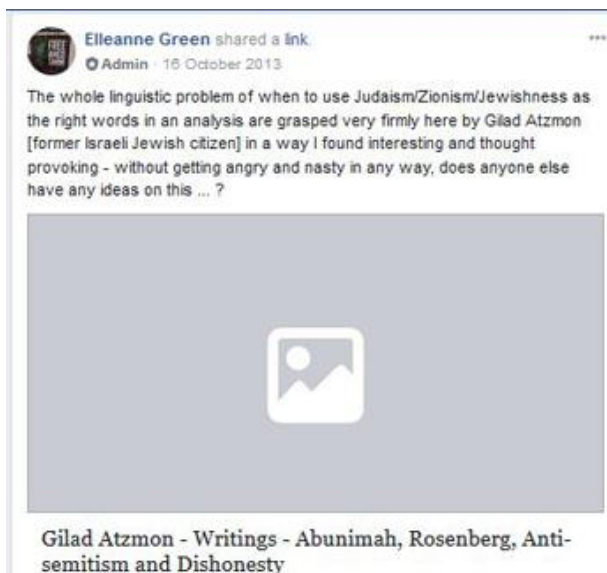 Elleanne Green shared a link.
Admin · 16 October 2013
The whole linguistic problem of when to use Judaism/Zionism/Jewishness as
the right words in an analysis are grasped very firmly here by Gilad Atzmon
[former Israeli Jewish citizen] in a way I found interesting and thought
provoking - without getting angry and nasty in any way, does anyone else
have any ideas on this ... ?
Gilad Atzmon - Writings - Abunimah, Rosenberg, Anti-
semitism and Dishonesty